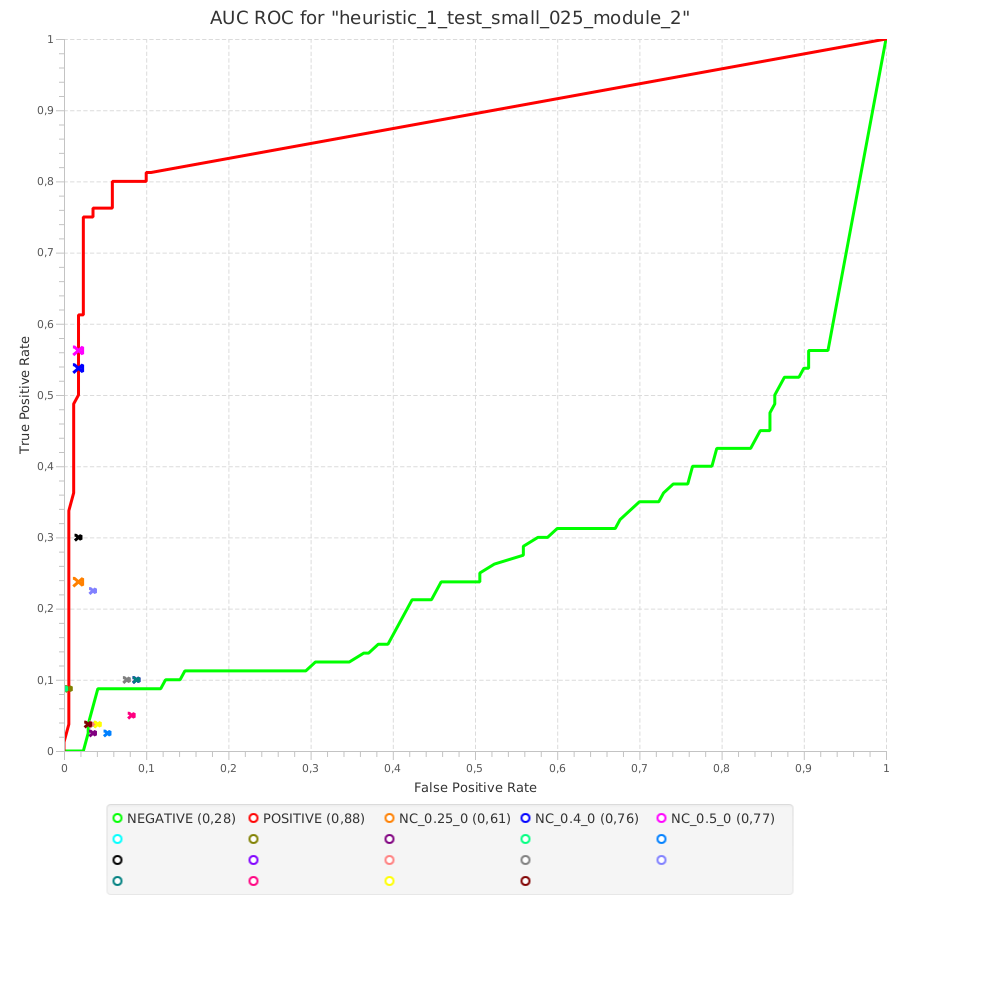 AUC ROC for "heuristic_1_test_small_025_module_2"
1
0,9
0,8
0,7
0,6
0,5
0,4
0,3
0,2
0,1
0
True Positive Rate
0 0,1 0,2 0,3 0,4 0,5 0,6 0,7 0,8 0,9 1
False Positive Rate
NEGATIVE (0,28) POSITIVE (0,88) NC_0.25_0 (0,61) NC_0.4_0 (0,76) NC_0.5_0 (0,77)